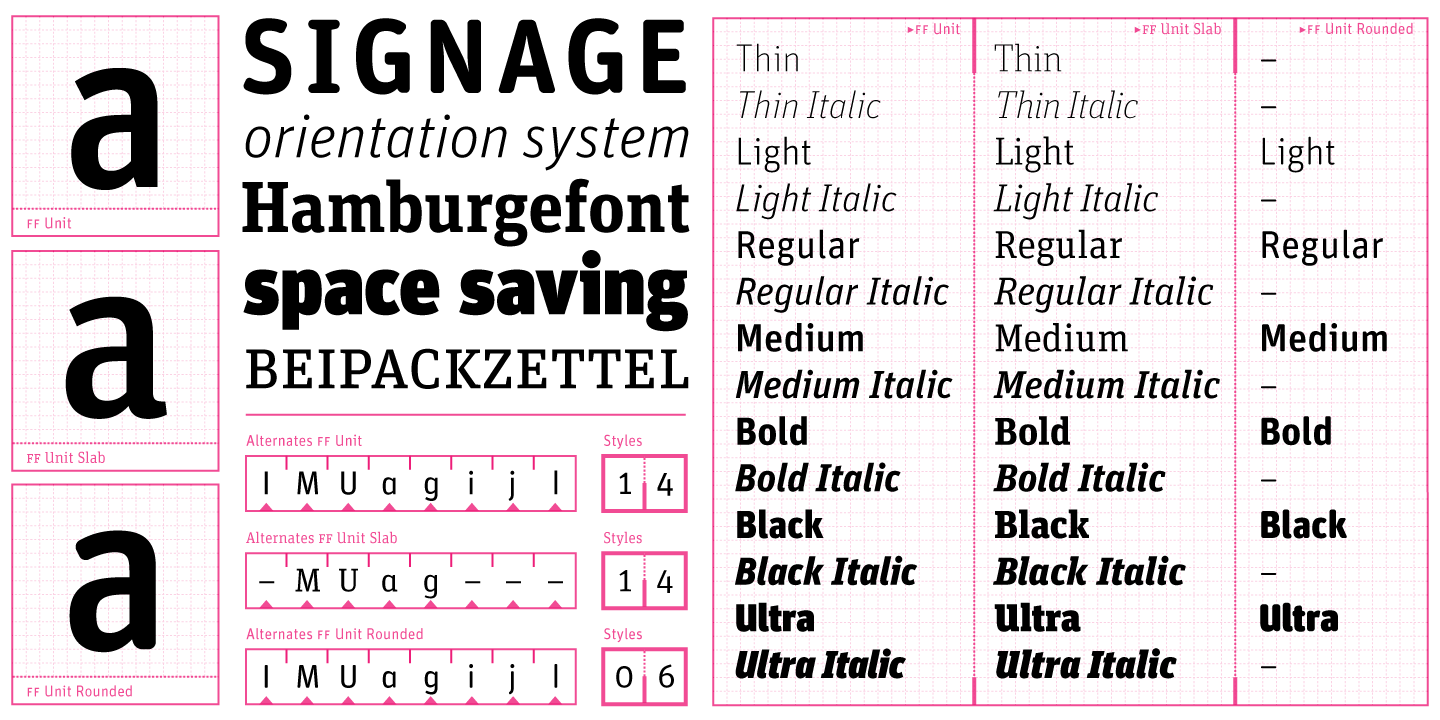 a
FF Unit
a
FF Unit Slab
a
FF Unit Rounded
SIGNAGE
orientation system
Hamburgefont
space saving
BEIPACKZETTEL
Alternates FF Unit
Styles
I M U a g i j l
1 4
Alternates FF Unit Slab
Styles
– M U a g – – –
1 4
Alternates FF Unit Rounded
Styles
I M U a g i j l
0 6
▸FF Unit ▸FF Unit Slab ▸FF Unit Rounded
Thin Thin –
Thin Italic Thin Italic –
Light Light Light
Light Italic Light Italic –
Regular Regular Regular
Regular Italic Regular Italic –
Medium Medium Medium
Medium Italic Medium Italic –
Bold Bold Bold
Bold Italic Bold Italic –
Black Black Black
Black Italic Black Italic –
Ultra Ultra Ultra
Ultra Italic Ultra Italic –